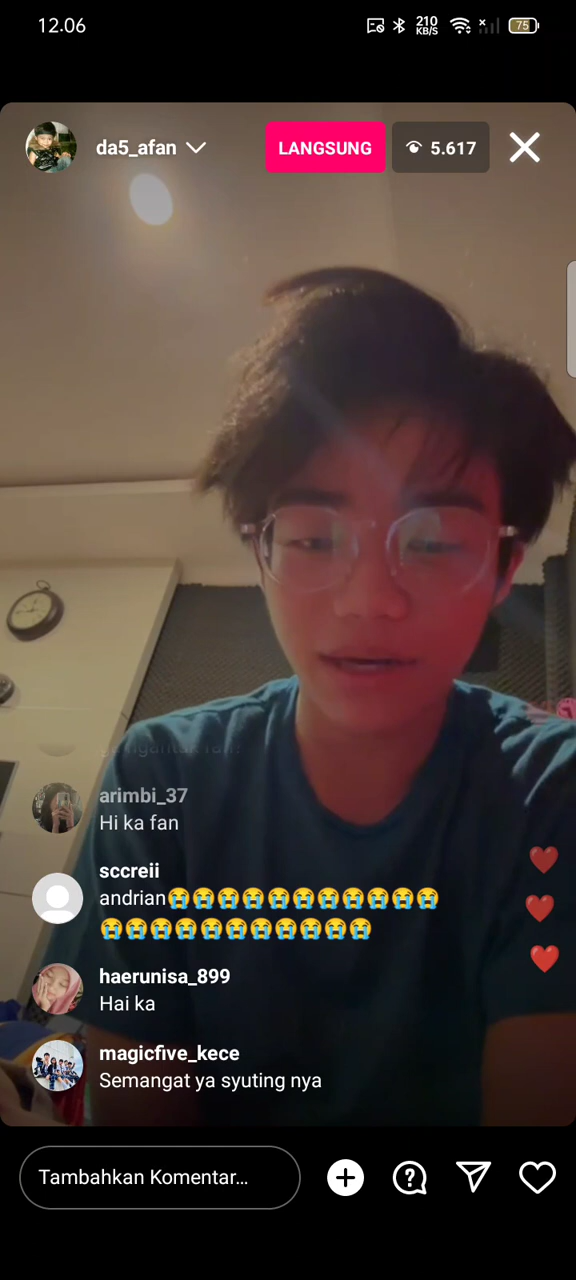 12.06
210
KB/S
75
da5_afan
LANGSUNG
5.617
arimbi_37
Hi ka fan
sccreii
andrian😭😭😭😭😭😭😭😭😭😭😭
😭😭😭😭😭😭😭😭😭😭😭
haerunisa_899
Hai ka
magicfive_kece
Semangat ya syuting nya
Tambahkan Komentar...